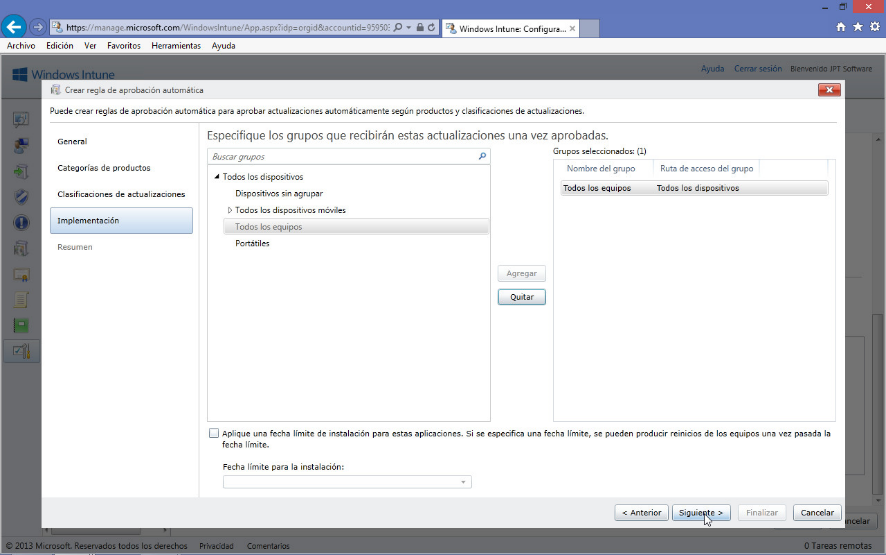 https://manage.microsoft.com/WindowsIntune/App.aspx?idp=orgid&accountid=95950
Windows Intune: Configura...
Archivo Edición Ver Favoritos Herramientas Ayuda
Windows Intune
Ayuda Cerrar sesión Bienvenido JPT Software
Crear regla de aprobación automática
Puede crear reglas de aprobación automática para aprobar actualizaciones automáticamente según productos y clasificaciones de actualizaciones.
General
Categorías de productos
Clasificaciones de actualizaciones
Implementación
Resumen
Especifique los grupos que recibirán estas actualizaciones una vez aprobadas.
Buscar grupos
Todos los dispositivos
Dispositivos sin agrupar
Todos los dispositivos móviles
Todos los equipos
Portátiles
Agregar
Quitar
Grupos seleccionados: (1)
Nombre del grupo Ruta de acceso del grupo
Todos los equipos Todos los dispositivos
Aplique una fecha límite de instalación para estas aplicaciones. Si se especifica una fecha límite, se pueden producir reinicios de los equipos una vez pasada la
fecha límite.
Fecha límite para la instalación:
< Anterior Siguiente > Finalizar Cancelar
ancelar
© 2013 Microsoft. Reservados todos los derechos Privacidad Comentarios
0 Tareas remotas